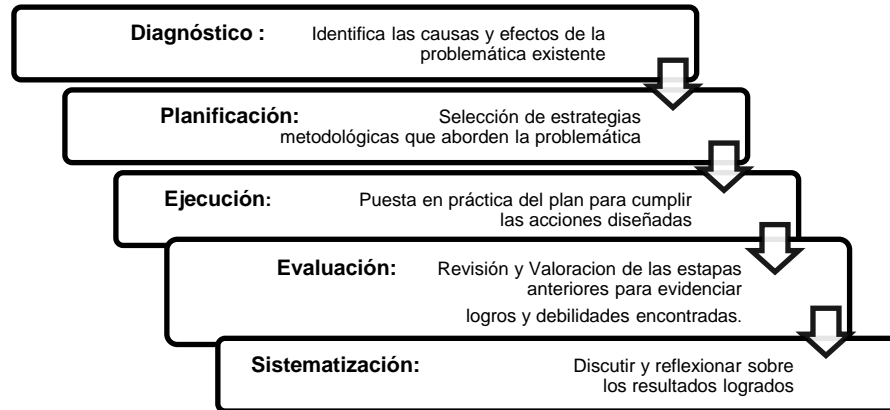 Diagnóstico : Identifica las causas y efectos de la
problemática existente
Planificación: Selección de estrategias
metodológicas que aborden la problemática
Ejecución: Puesta en práctica del plan para cumplir
las acciones diseñadas
Evaluación: Revisión y Valoracion de las estapas
anteriores para evidenciar
logros y debilidades encontradas.
Sistematización: Discutir y reflexionar sobre
los resultados logrados